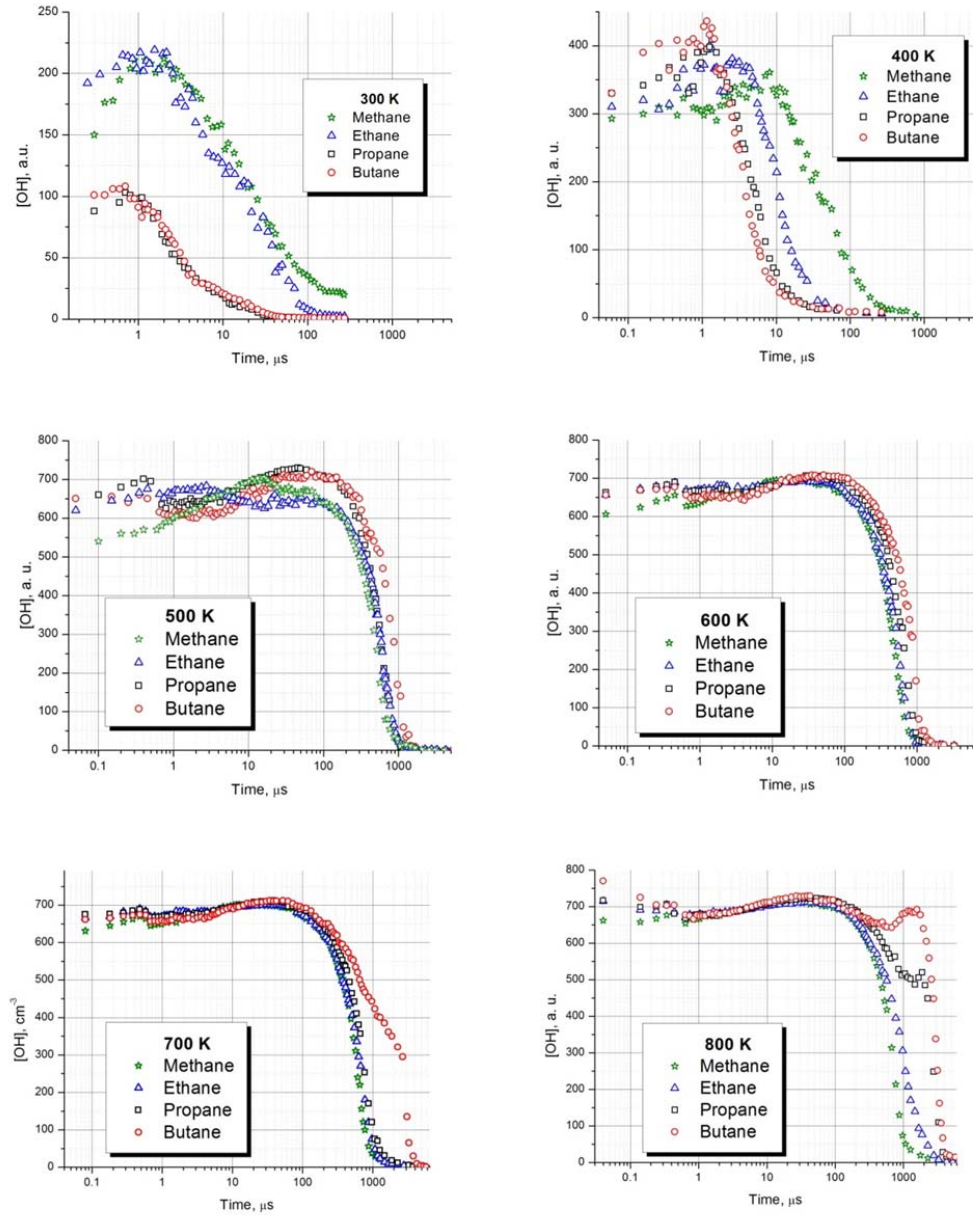 250
200
150
100
50
0
[OH], a.u.
300 K
Methane
Ethane
Propane
Butane
1 10 100 1000
Time, μs
400
300
200
100
0
[OH], a. u.
400 K
Methane
Ethane
Propane
Butane
0.1 1 10 100 1000
Time, μs
800
700
600
500
400
300
200
100
0
[OH], a. u.
500 K
Methane
Ethane
Propane
Butane
0.1 1 10 100 1000
Time, μs
800
700
600
500
400
300
200
100
0
[OH], a. u.
600 K
Methane
Ethane
Propane
Butane
0.1 1 10 100 1000
Time, μs
700
600
500
400
300
200
100
0
[OH], cm⁻³
700 K
Methane
Ethane
Propane
Butane
0.1 1 10 100 1000
Time, μs
800
700
600
500
400
300
200
100
0
[OH], a. u.
800 K
Methane
Ethane
Propane
Butane
0.1 1 10 100 1000
Time, μs